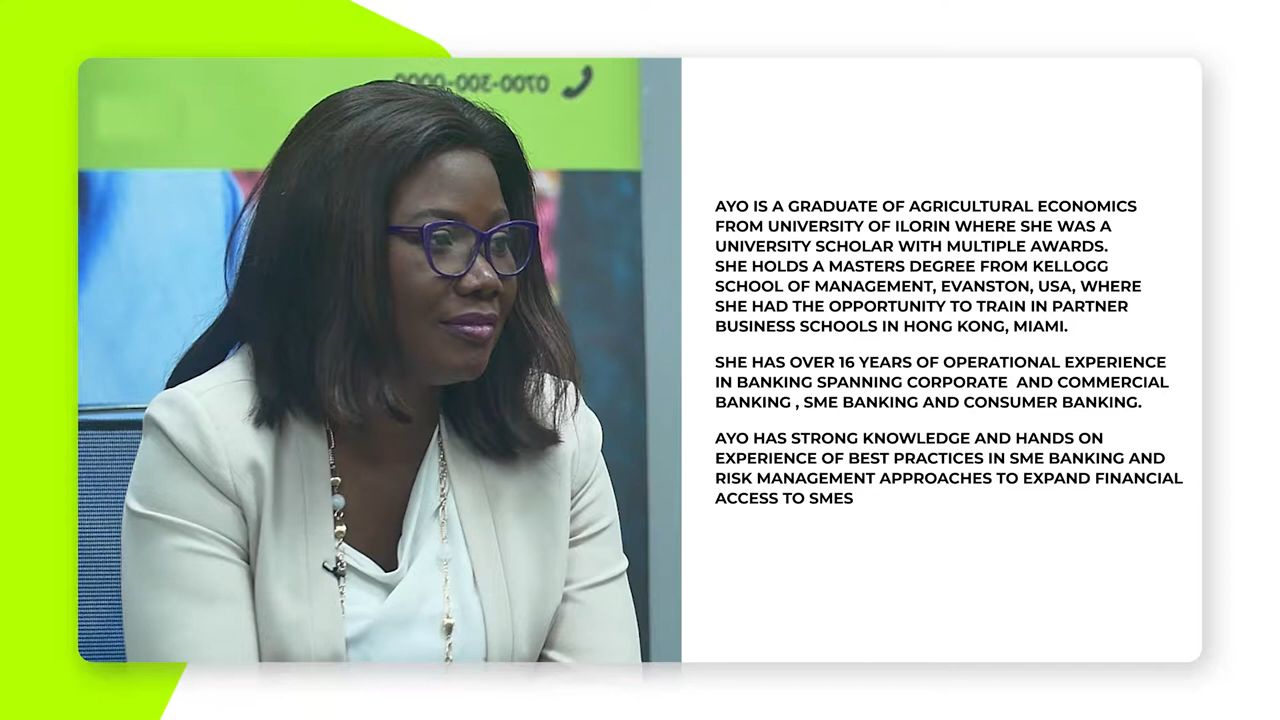 0700-300-0000
AYO IS A GRADUATE OF AGRICULTURAL ECONOMICS
FROM UNIVERSITY OF ILORIN WHERE SHE WAS A
UNIVERSITY SCHOLAR WITH MULTIPLE AWARDS.
SHE HOLDS A MASTERS DEGREE FROM KELLOGG
SCHOOL OF MANAGEMENT, EVANSTON, USA, WHERE
SHE HAD THE OPPORTUNITY TO TRAIN IN PARTNER
BUSINESS SCHOOLS IN HONG KONG, MIAMI.
SHE HAS OVER 16 YEARS OF OPERATIONAL EXPERIENCE
IN BANKING SPANNING CORPORATE  AND COMMERCIAL
BANKING , SME BANKING AND CONSUMER BANKING.
AYO HAS STRONG KNOWLEDGE AND HANDS ON
EXPERIENCE OF BEST PRACTICES IN SME BANKING AND
RISK MANAGEMENT APPROACHES TO EXPAND FINANCIAL
ACCESS TO SMES